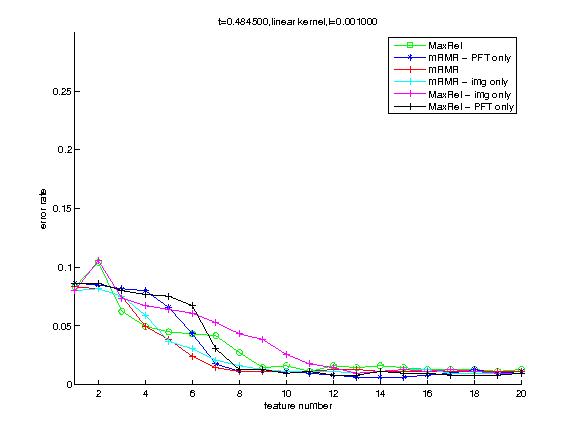 t=0.484500,linear kernel,l=0.001000
MaxRel
mRMR − PFT only
mRMR
mRMR − img only
MaxRel − img only
MaxRel − PFT only
0.25
0.2
0.15
0.1
0.05
0
error rate
2 4 6 8 10 12 14 16 18 20
feature number